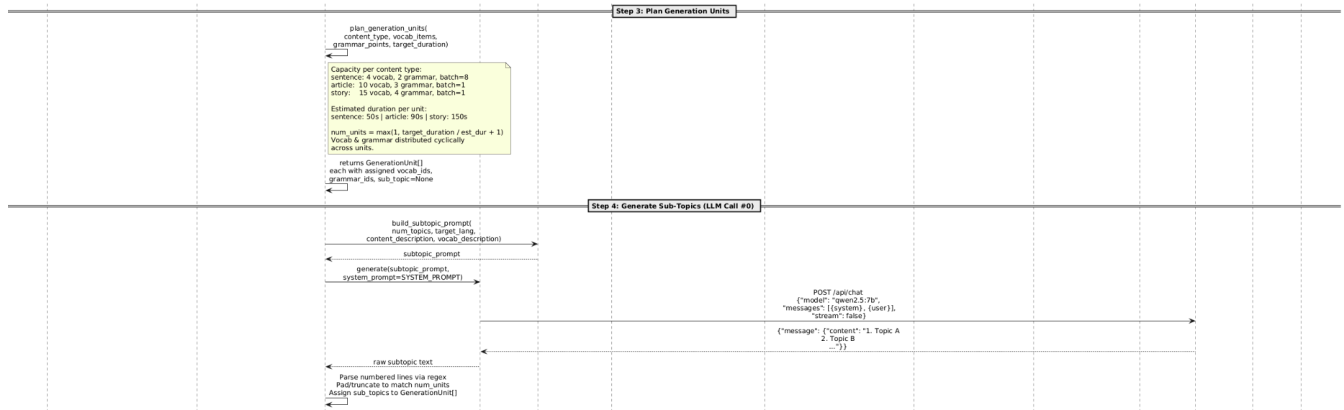 Step 3: Plan Generation Units
plan_generation_units(
content_type, vocab_items,
grammar_points, target_duration)
Capacity per content type:
sentence: 4 vocab, 2 grammar, batch=8
article:  10 vocab, 3 grammar, batch=1
story:    15 vocab, 4 grammar, batch=1
Estimated duration per unit:
sentence: 50s | article: 90s | story: 150s
num_units = max(1, target_duration / est_dur + 1)
Vocab & grammar distributed cyclically
across units.
returns GenerationUnit[]
each with assigned vocab_ids,
grammar_ids, sub_topic=None
Step 4: Generate Sub-Topics (LLM Call #0)
build_subtopic_prompt(
num_topics, target_lang,
content_description, vocab_description)
subtopic_prompt
generate(subtopic_prompt,
system_prompt=SYSTEM_PROMPT)
POST /api/chat
{"model": "qwen2.5:7b",
"messages": [{system}, {user}],
"stream": false}
{"message": {"content": "1. Topic A
2. Topic B
..."}}
raw subtopic text
Parse numbered lines via regex
Pad/truncate to match num_units
Assign sub_topics to GenerationUnit[]